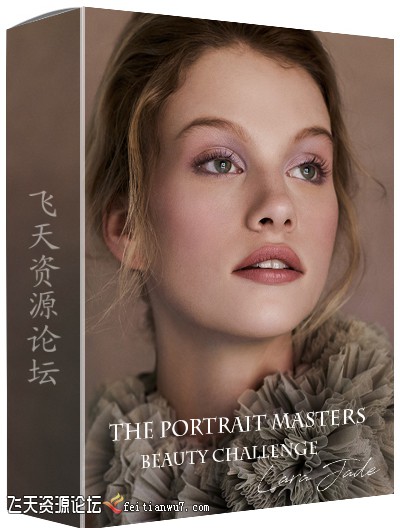 飞天资源论坛
THE PORTRAIT MASTERS
BEAUTY CHALLENGE
Lara Jade
飞天资源论坛 feitianwu7.com